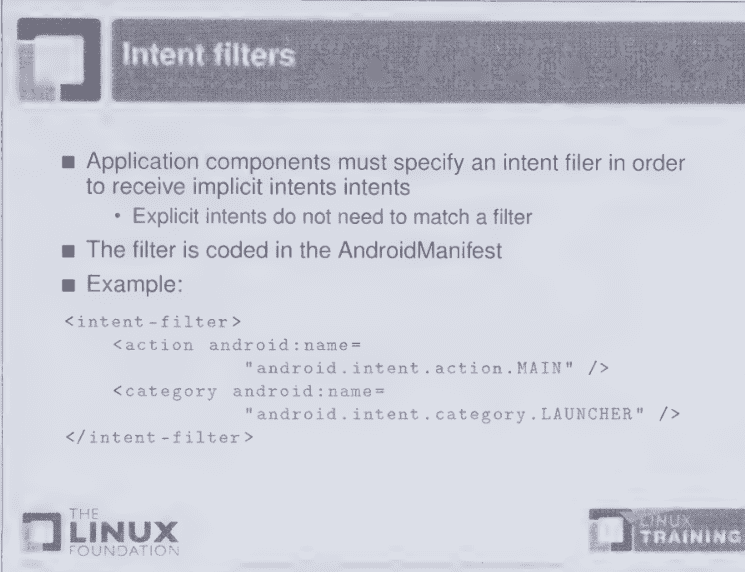 Intent filters
■ Application components must specify an intent filer in order
to receive implicit intents intents
• Explicit intents do not need to match a filter
■ The filter is coded in the AndroidManifest
■ Example:
<intent-filter>
    <action android:name=
               "android.intent.action.MAIN" />
    <category android:name=
               "android.intent.category.LAUNCHER" />
</intent-filter>
THE
LINUX
FOUNDATION
LINUX
TRAINING